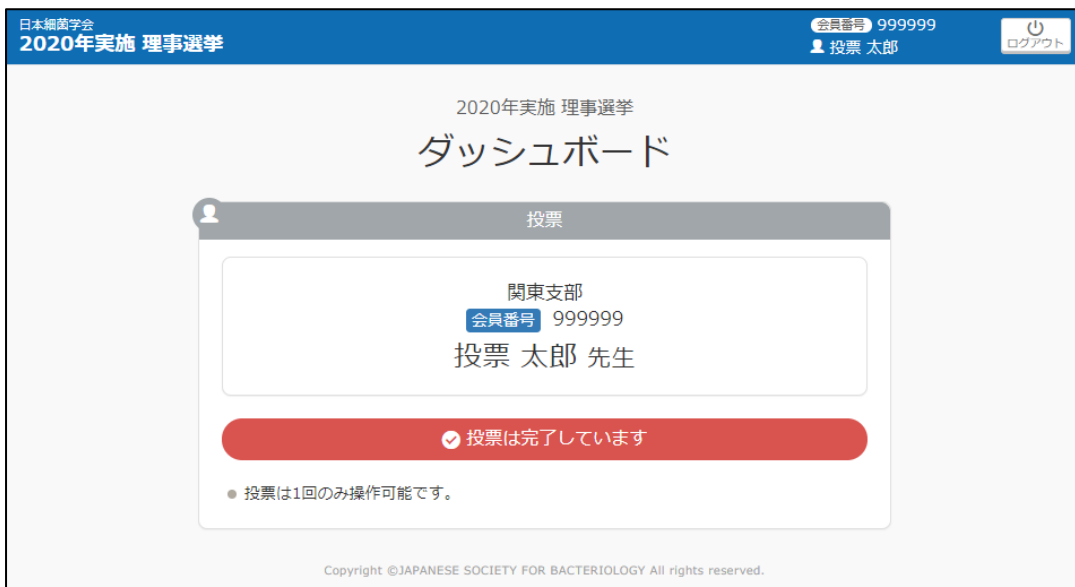 日本細菌学会
2020年実施 理事選挙
会員番号 999999
投票 太郎
ログアウト
2020年実施 理事選挙
ダッシュボード
投票
関東支部
会員番号 999999
投票 太郎 先生
投票は完了しています
投票は1回のみ操作可能です。
Copyright ©JAPANESE SOCIETY FOR BACTERIOLOGY All rights reserved.